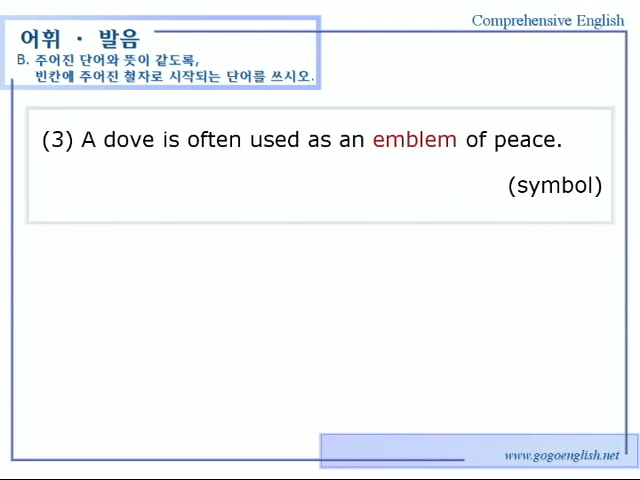 Comprehensive English
어휘 · 발음
B. 주어진 단어와 뜻이 같도록,
빈칸에 주어진 철자로 시작되는 단어를 쓰시오.
(3) A dove is often used as an emblem of peace.
(symbol)
www.gogoenglish.net